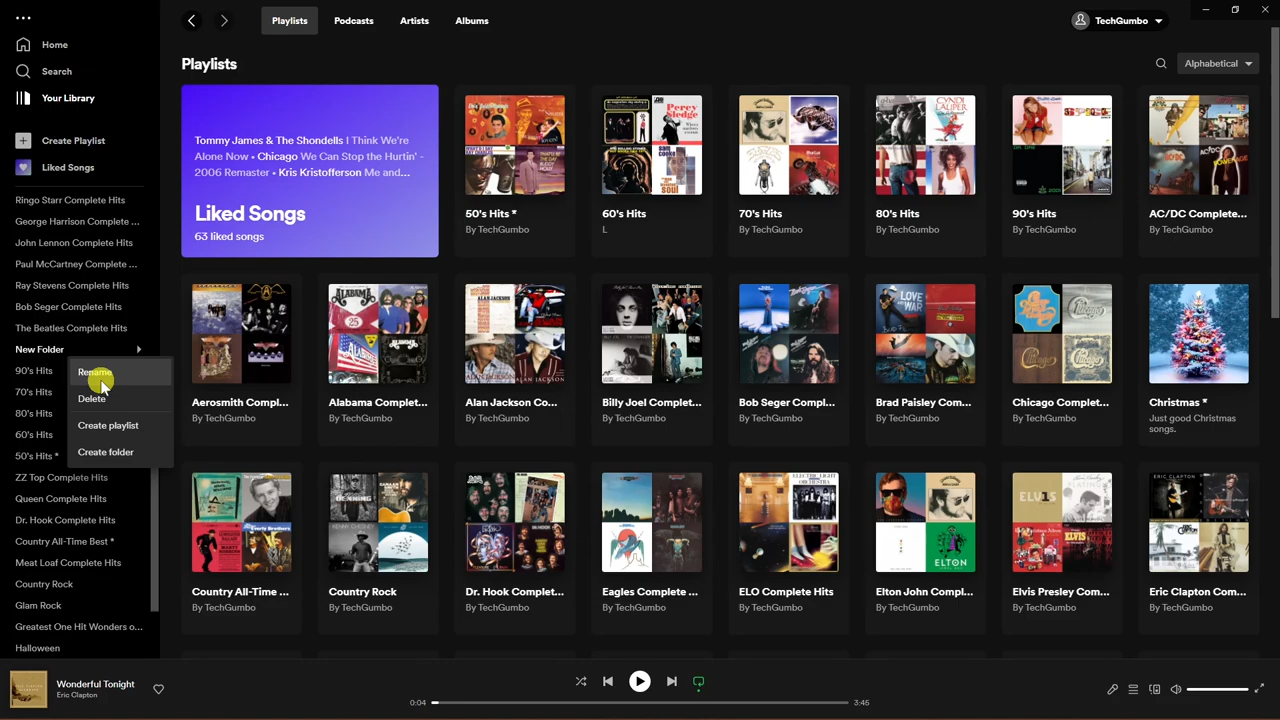 Home
Search
Your Library
Create Playlist
Liked Songs
Ringo Starr Complete Hits
George Harrison Complete ...
John Lennon Complete Hits
Paul McCartney Complete ...
Ray Stevens Complete Hits
Bob Seger Complete Hits
The Beatles Complete Hits
New Folder
90's Hits
70's Hits
80's Hits
60's Hits
50's Hits *
ZZ Top Complete Hits
Queen Complete Hits
Dr. Hook Complete Hits
Country All-Time Best *
Meat Loaf Complete Hits
Country Rock
Glam Rock
Greatest One Hit Wonders o...
Halloween
Rename
Delete
Create playlist
Create folder
Playlists
Podcasts
Artists
Albums
TechGumbo
Playlists
Alphabetical
Tommy James & The Shondells I Think We're
Alone Now • Chicago We Can Stop the Hurtin' -
2006 Remaster • Kris Kristofferson Me and...
Liked Songs
63 liked songs
50's Hits *
By TechGumbo
60's Hits
L
70's Hits
By TechGumbo
80's Hits
By TechGumbo
90's Hits
By TechGumbo
AC/DC Complete...
By TechGumbo
Aerosmith Compl...
By TechGumbo
Alabama Complet...
By TechGumbo
Alan Jackson Co...
By TechGumbo
Billy Joel Complet...
By TechGumbo
Bob Seger Compl...
By TechGumbo
Brad Paisley Com...
By TechGumbo
Chicago Complet...
By TechGumbo
Christmas *
Just good Christmas
songs.
Country All-Time ...
By TechGumbo
Country Rock
By TechGumbo
Dr. Hook Complet...
By TechGumbo
Eagles Complete ...
By TechGumbo
ELO Complete Hits
By TechGumbo
Elton John Compl...
By TechGumbo
Elvis Presley Com...
By TechGumbo
Eric Clapton Com...
By TechGumbo
Wonderful Tonight
Eric Clapton
0:04
3:45